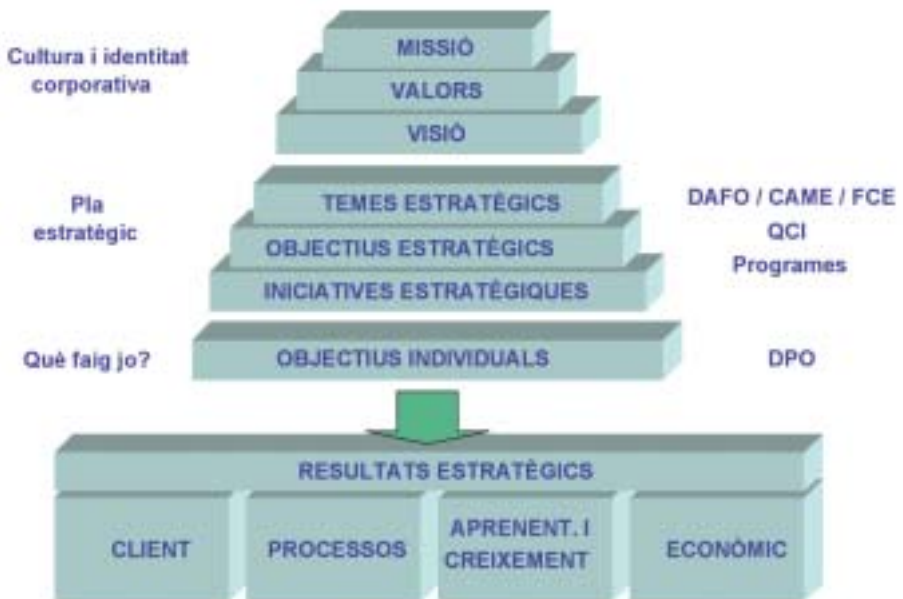 Cultura i identitat
corporativa
MISSIÓ
VALORS
VISIÓ
Pla
estratègic
TEMES ESTRATÈGICS
OBJECTIUS ESTRATÈGICS
INICIATIVES ESTRATÈGIQUES
DAFO / CAME / FCE
QCI
Programes
Què faig jo?
OBJECTIUS INDIVIDUALS
DPO
RESULTATS ESTRATÈGICS
CLIENT
PROCESSOS
APRENENT. I
CREIXEMENT
ECONÒMIC